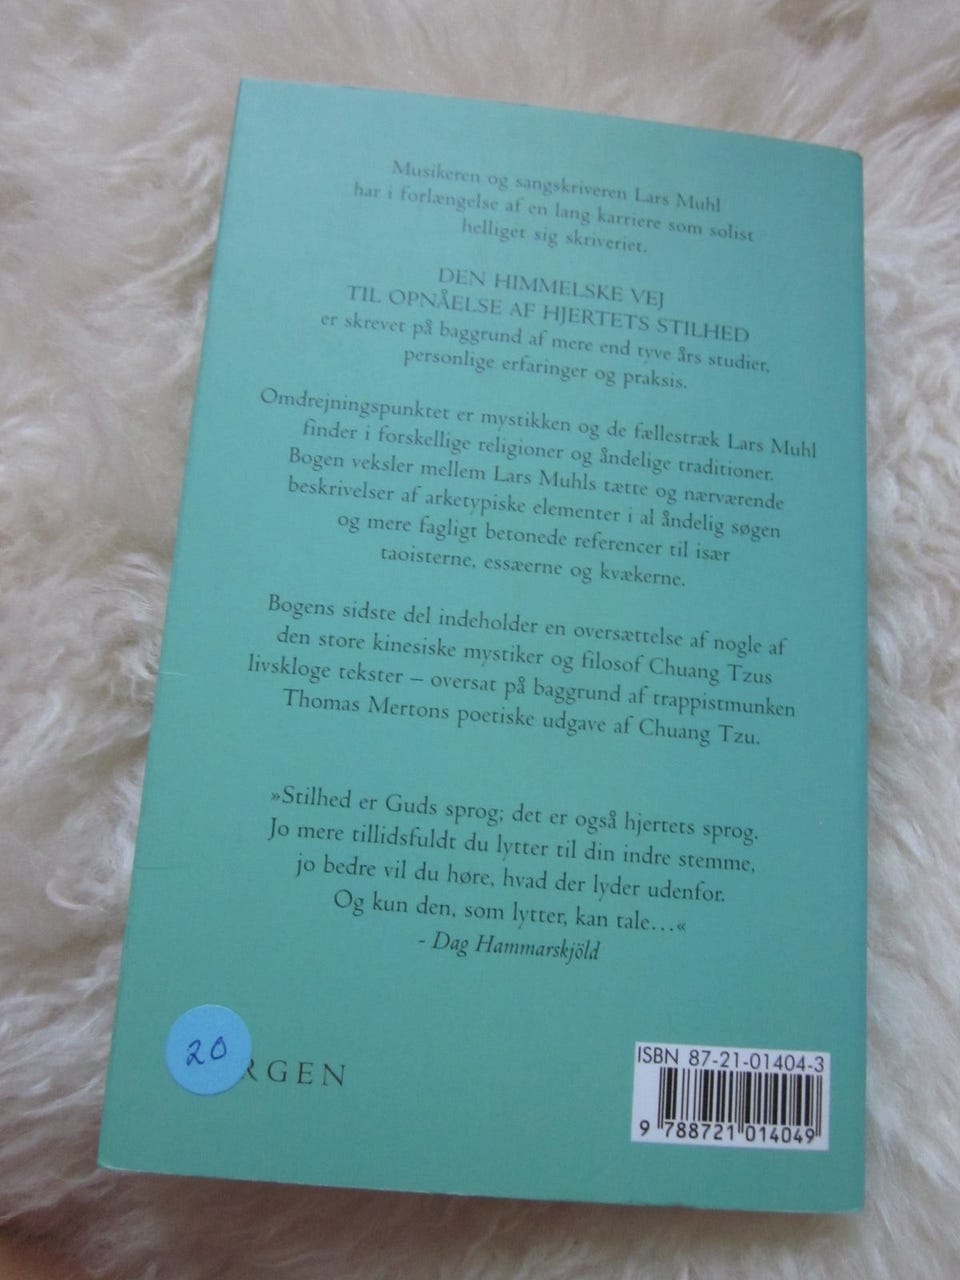 Musikeren og sangskriveren Lars Muhl
har i forlængelse af en lang karriere som solist
helliget sig skriveriet.
DEN HIMMELSKE VEJ
TIL OPNÅELSE AF HJERTETS STILHED
er skrevet på baggrund af mere end tyve års studier,
personlige erfaringer og praksis.
Omdrejningspunktet er mystikken og de fællestræk Lars Muhl
finder i forskellige religioner og åndelige traditioner.
Bogen veksler mellem Lars Muhls tætte og nærværende
beskrivelser af arketypiske elementer i al åndelig søgen
og mere fagligt betonede referencer til især
taoisterne, essæerne og kvækerne.
Bogens sidste del indeholder en oversættelse af nogle af
den store kinesiske mystiker og filosof Chuang Tzus
livskloge tekster – oversat på baggrund af trappistmunken
Thomas Mertons poetiske udgave af Chuang Tzu.
»Stilhed er Guds sprog; det er også hjertets sprog.
Jo mere tillidsfuldt du lytter til din indre stemme,
jo bedre vil du høre, hvad der lyder udenfor.
Og kun den, som lytter, kan tale…«
- Dag Hammarskjöld
20
RGEN
ISBN 87-21-01404-3
9 788721 014049